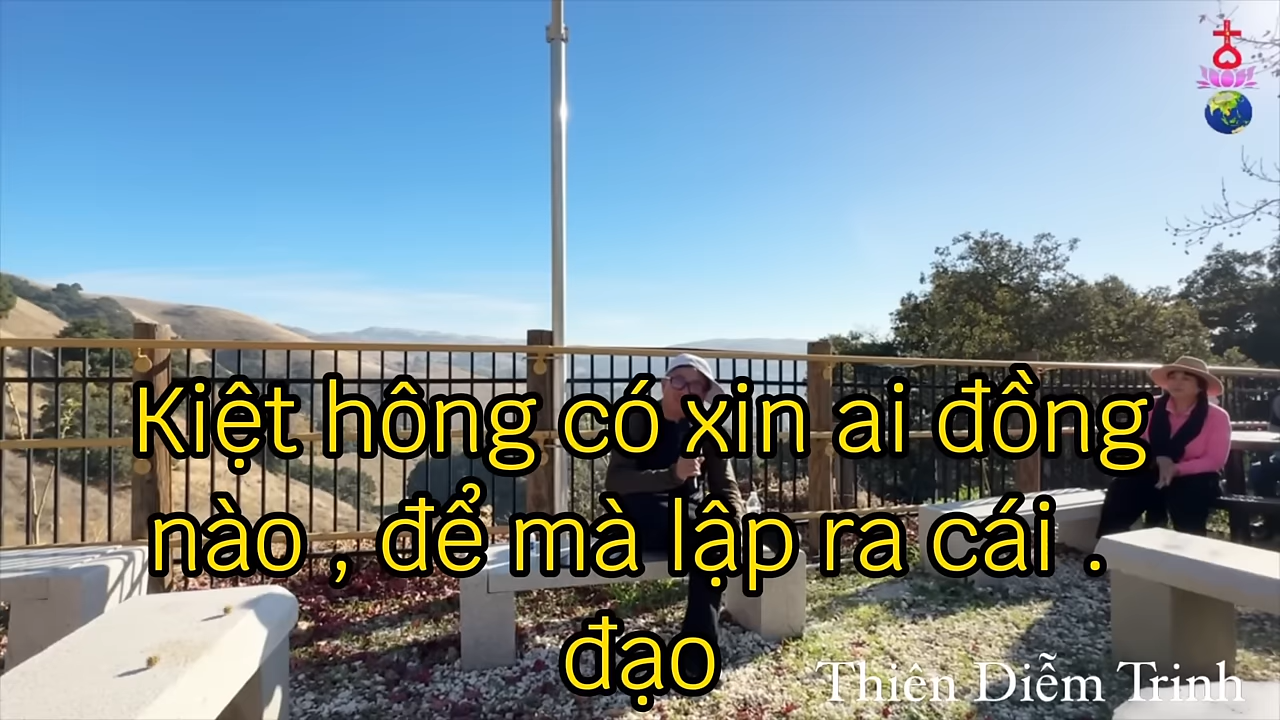 Kiệt hông có xin ai đồng
nào , để mà lập ra cái .
đạo
Thiên Diễm Trinh